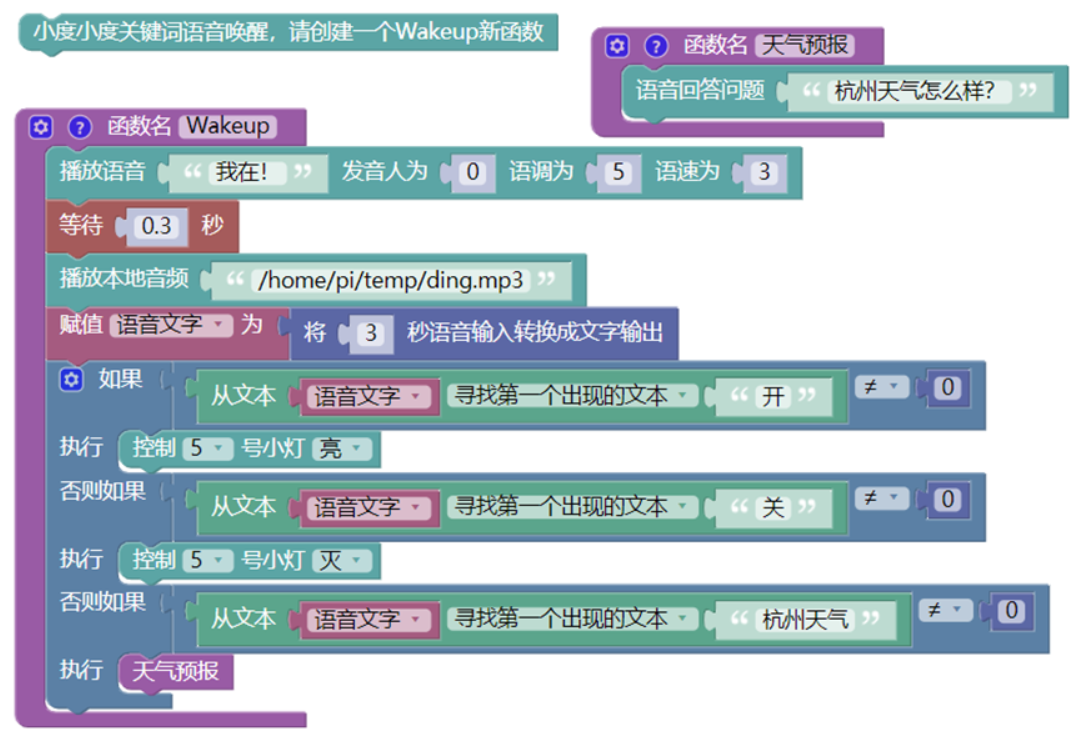 小度小度关键词语音唤醒，请创建一个Wakeup新函数
? 函数名 天气预报
语音回答问题 “ 杭州天气怎么样? ”
? 函数名 Wakeup
播放语音 “ 我在! ” 发音人为 0 语调为 5 语速为 3
等待 0.3 秒
播放本地音频 “ /home/pi/temp/ding.mp3 ”
赋值 语音文字 为 将 3 秒语音输入转换成文字输出
如果 从文本 语音文字 寻找第一个出现的文本 “ 开 ” ≠ 0
执行 控制 5 号小灯 亮
否则如果 从文本 语音文字 寻找第一个出现的文本 “ 关 ” ≠ 0
执行 控制 5 号小灯 灭
否则如果 从文本 语音文字 寻找第一个出现的文本 “ 杭州天气 ” ≠ 0
执行 天气预报